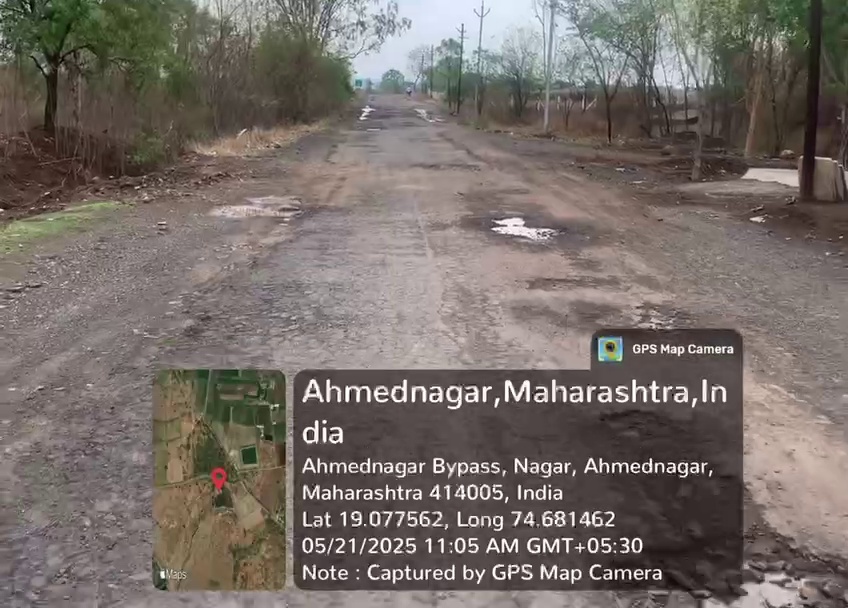 GPS Map Camera
Ahmednagar,Maharashtra,In
dia
Ahmednagar Bypass, Nagar, Ahmednagar,
Maharashtra 414005, India
Lat 19.077562, Long 74.681462
05/21/2025 11:05 AM GMT+05:30
Note : Captured by GPS Map Camera
Maps